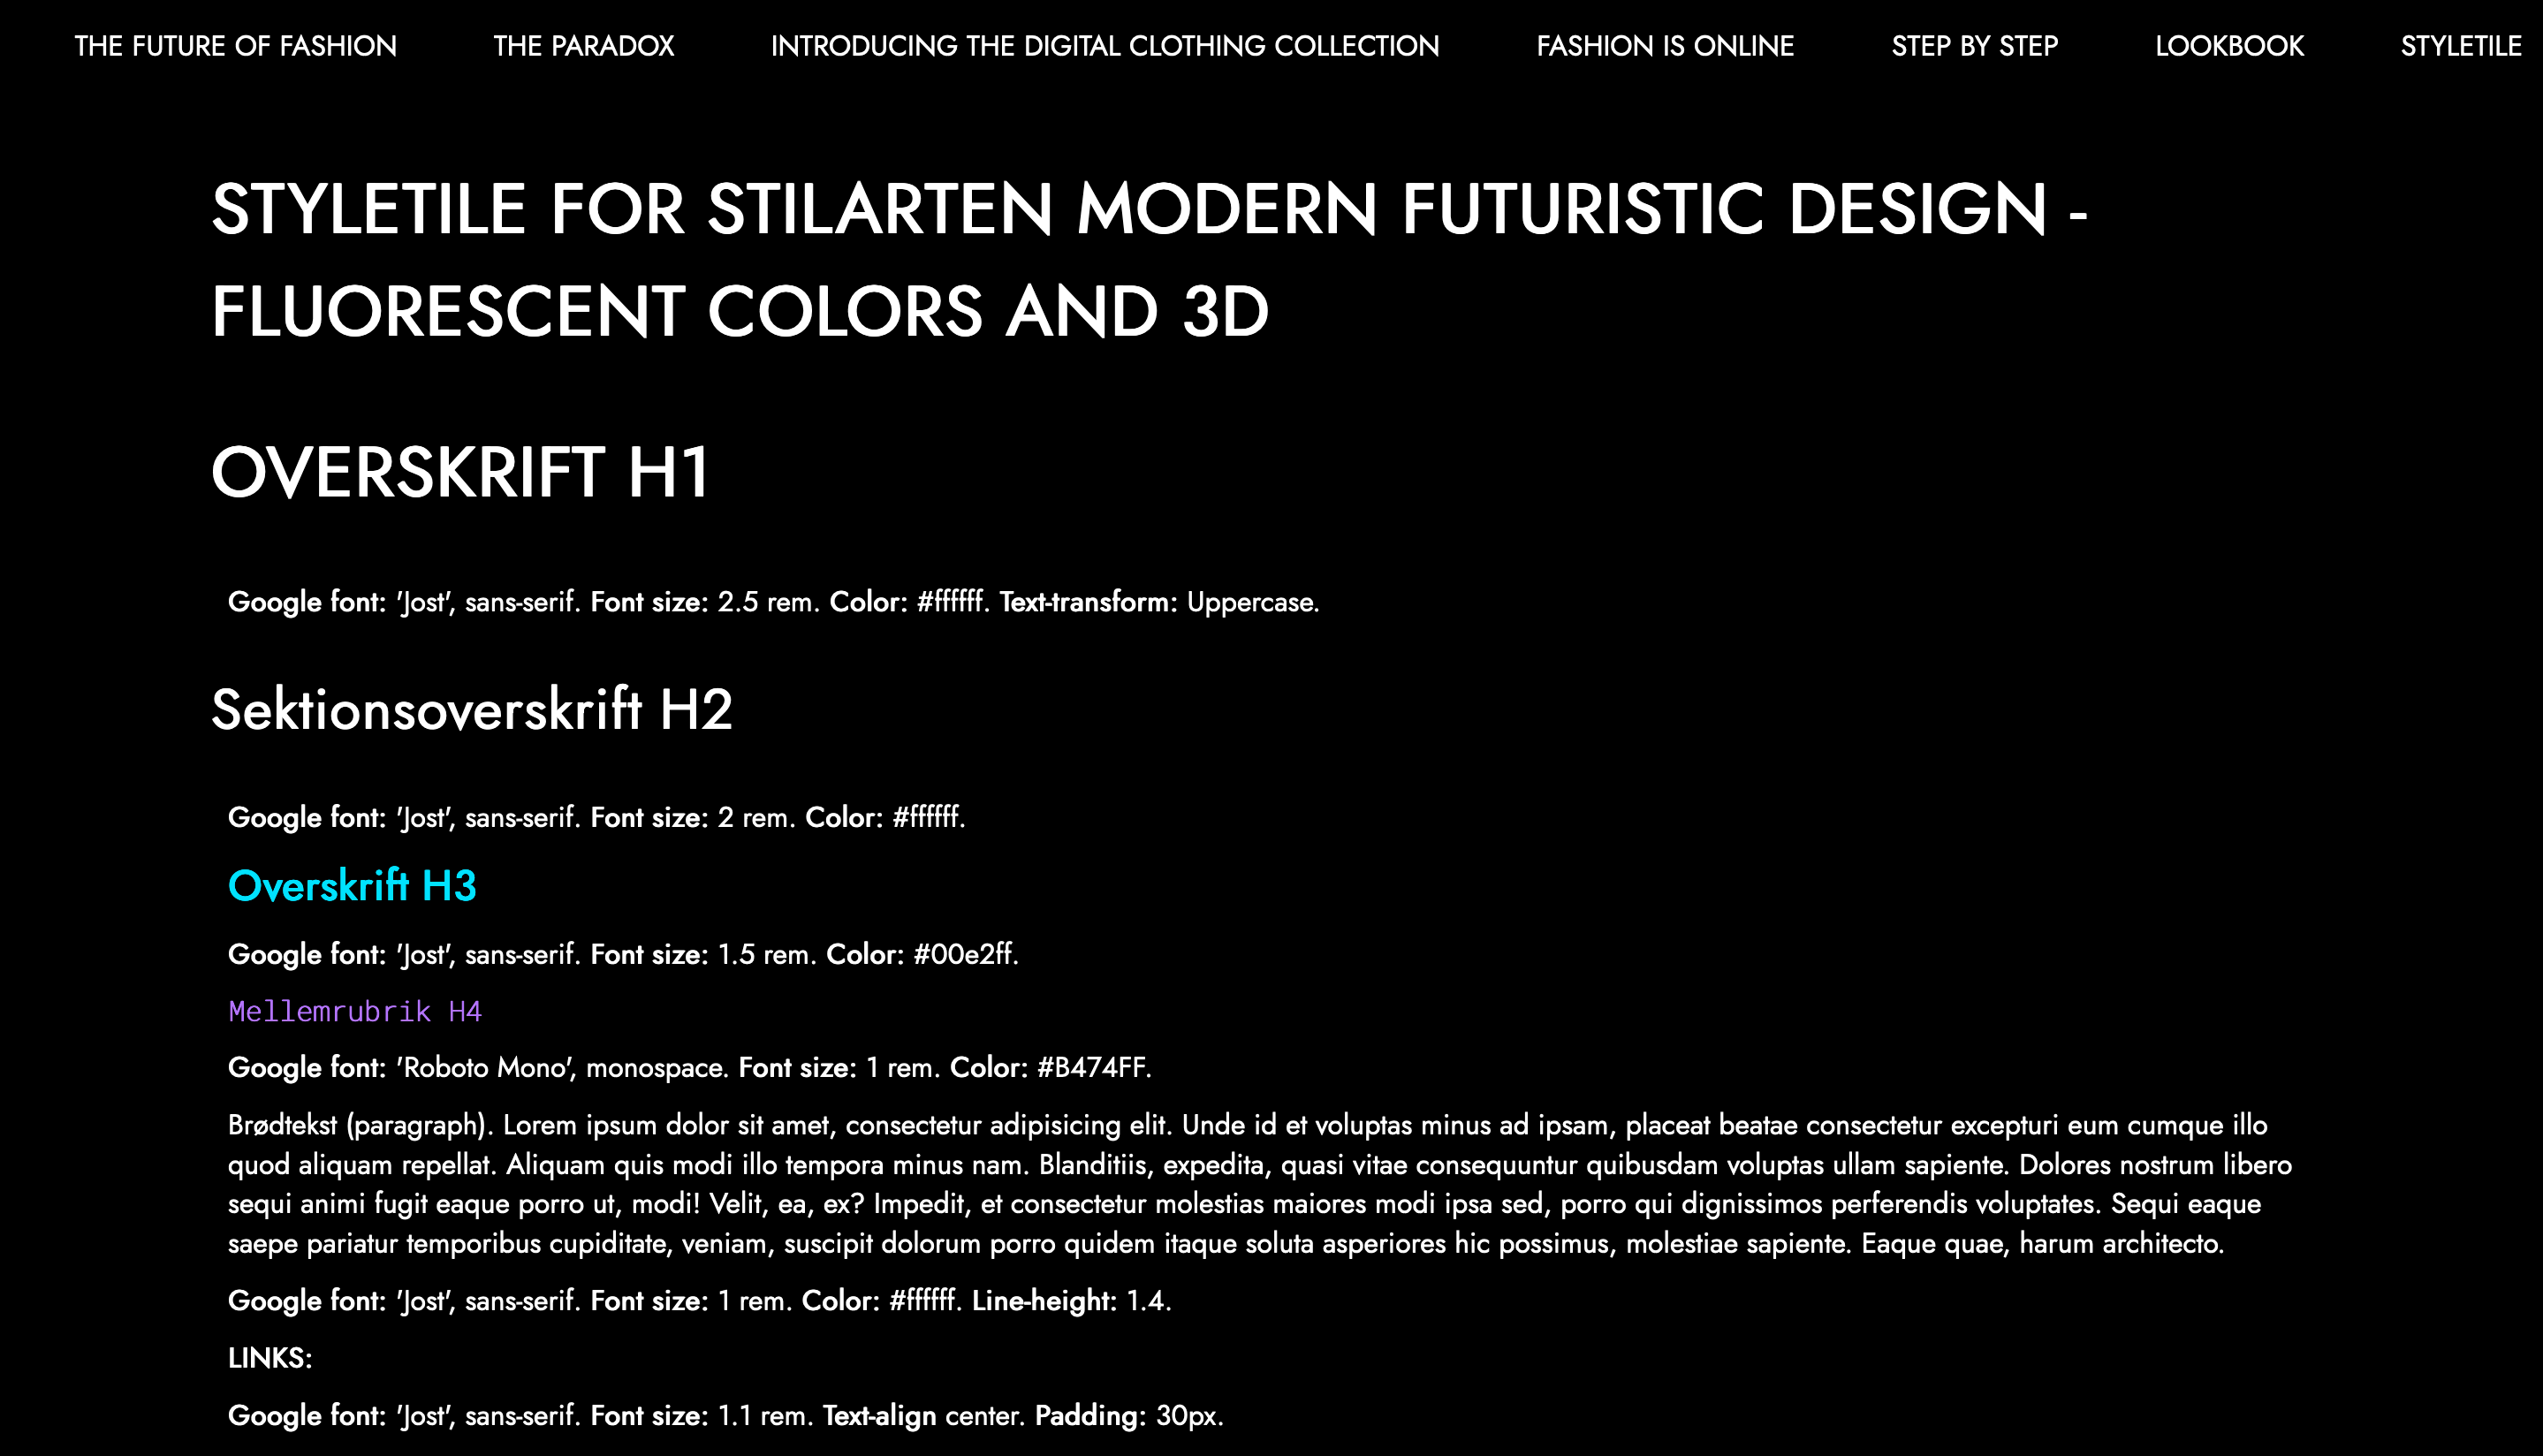 THE FUTURE OF FASHION THE PARADOX INTRODUCING THE DIGITAL CLOTHING COLLECTION FASHION IS ONLINE STEP BY STEP LOOKBOOK STYLETILE
STYLETILE FOR STILARTEN MODERN FUTURISTIC DESIGN -
FLUORESCENT COLORS AND 3D
OVERSKRIFT H1
Google font: 'Jost', sans-serif. Font size: 2.5 rem. Color: #ffffff. Text-transform: Uppercase.
Sektionsoverskrift H2
Google font: 'Jost', sans-serif. Font size: 2 rem. Color: #ffffff.
Overskrift H3
Google font: 'Jost', sans-serif. Font size: 1.5 rem. Color: #00e2ff.
Mellemrubrik H4
Google font: 'Roboto Mono', monospace. Font size: 1 rem. Color: #B474FF.
Brødtekst (paragraph). Lorem ipsum dolor sit amet, consectetur adipisicing elit. Unde id et voluptas minus ad ipsam, placeat beatae consectetur excepturi eum cumque illo
quod aliquam repellat. Aliquam quis modi illo tempora minus nam. Blanditiis, expedita, quasi vitae consequuntur quibusdam voluptas ullam sapiente. Dolores nostrum libero
sequi animi fugit eaque porro ut, modi! Velit, ea, ex? Impedit, et consectetur molestias maiores modi ipsa sed, porro qui dignissimos perferendis voluptates. Sequi eaque
saepe pariatur temporibus cupiditate, veniam, suscipit dolorum porro quidem itaque soluta asperiores hic possimus, molestiae sapiente. Eaque quae, harum architecto.
Google font: 'Jost', sans-serif. Font size: 1 rem. Color: #ffffff. Line-height: 1.4.
LINKS:
Google font: 'Jost', sans-serif. Font size: 1.1 rem. Text-align center. Padding: 30px.